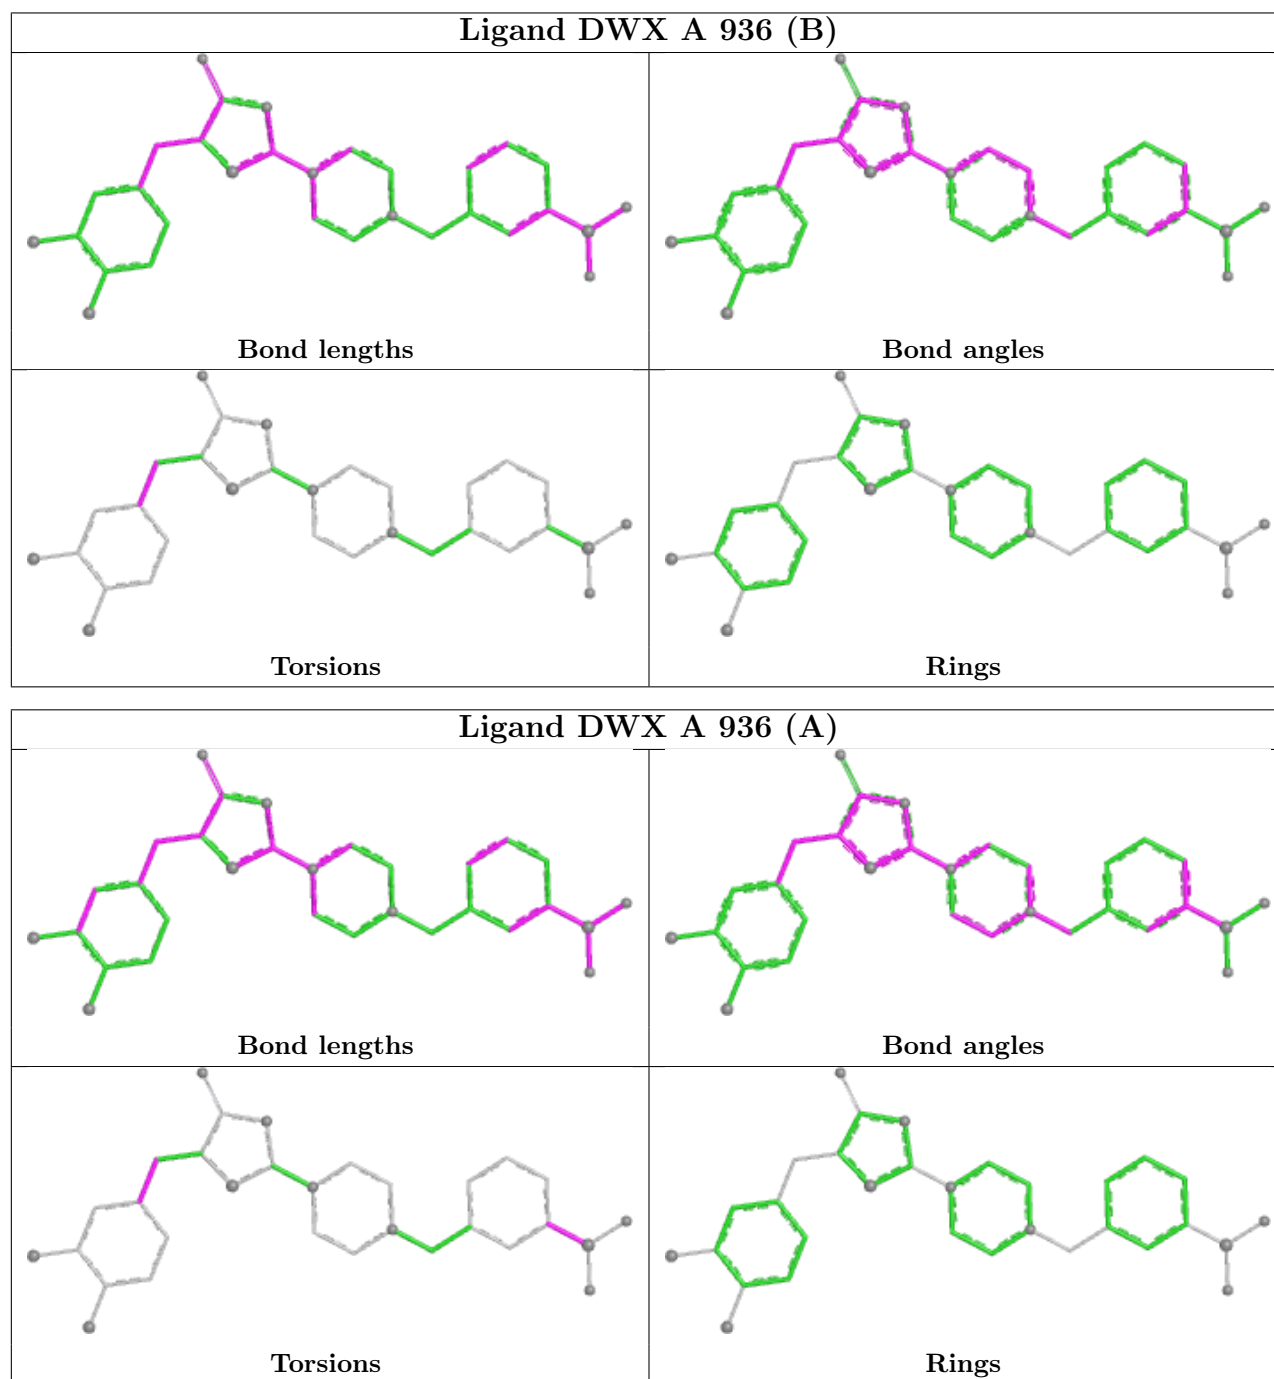 Ligand DWX A 936 (B)
Bond lengths
Bond angles
Torsions
Rings
Ligand DWX A 936 (A)
Bond lengths
Bond angles
Torsions
Rings